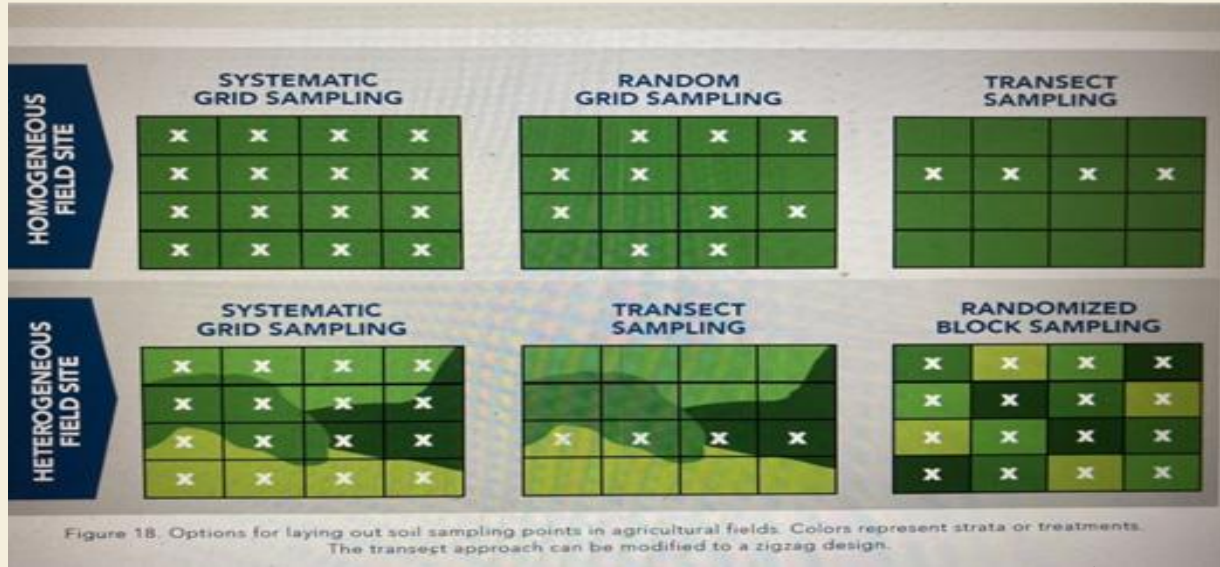 HOMOGENEOUS
FIELD SITE
SYSTEMATIC
GRID SAMPLING
X X X X
X X X X
X X X X
X X X X
RANDOM
GRID SAMPLING
X X X
X X
X X X
X X
TRANSECT
SAMPLING
X X X X
HETEROGENEOUS
FIELD SITE
SYSTEMATIC
GRID SAMPLING
X X X X
X X X X
X X X X
X X X X
TRANSECT
SAMPLING
X X X X
RANDOMIZED
BLOCK SAMPLING
X X X X
X X X X
X X X X
X X X X
Figure 18. Options for laying out soil sampling points in agricultural fields. Colors represent strata or treatments.
The transect approach can be modified to a zigzag design.